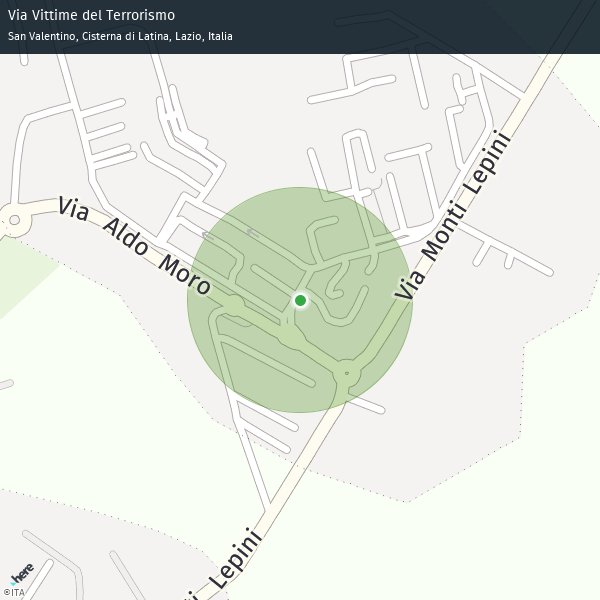 Via Vittime del Terrorismo
San Valentino, Cisterna di Latina, Lazio, Italia
Via Monti Lepini
Via Aldo Moro
ti Lepini
here
©ITA